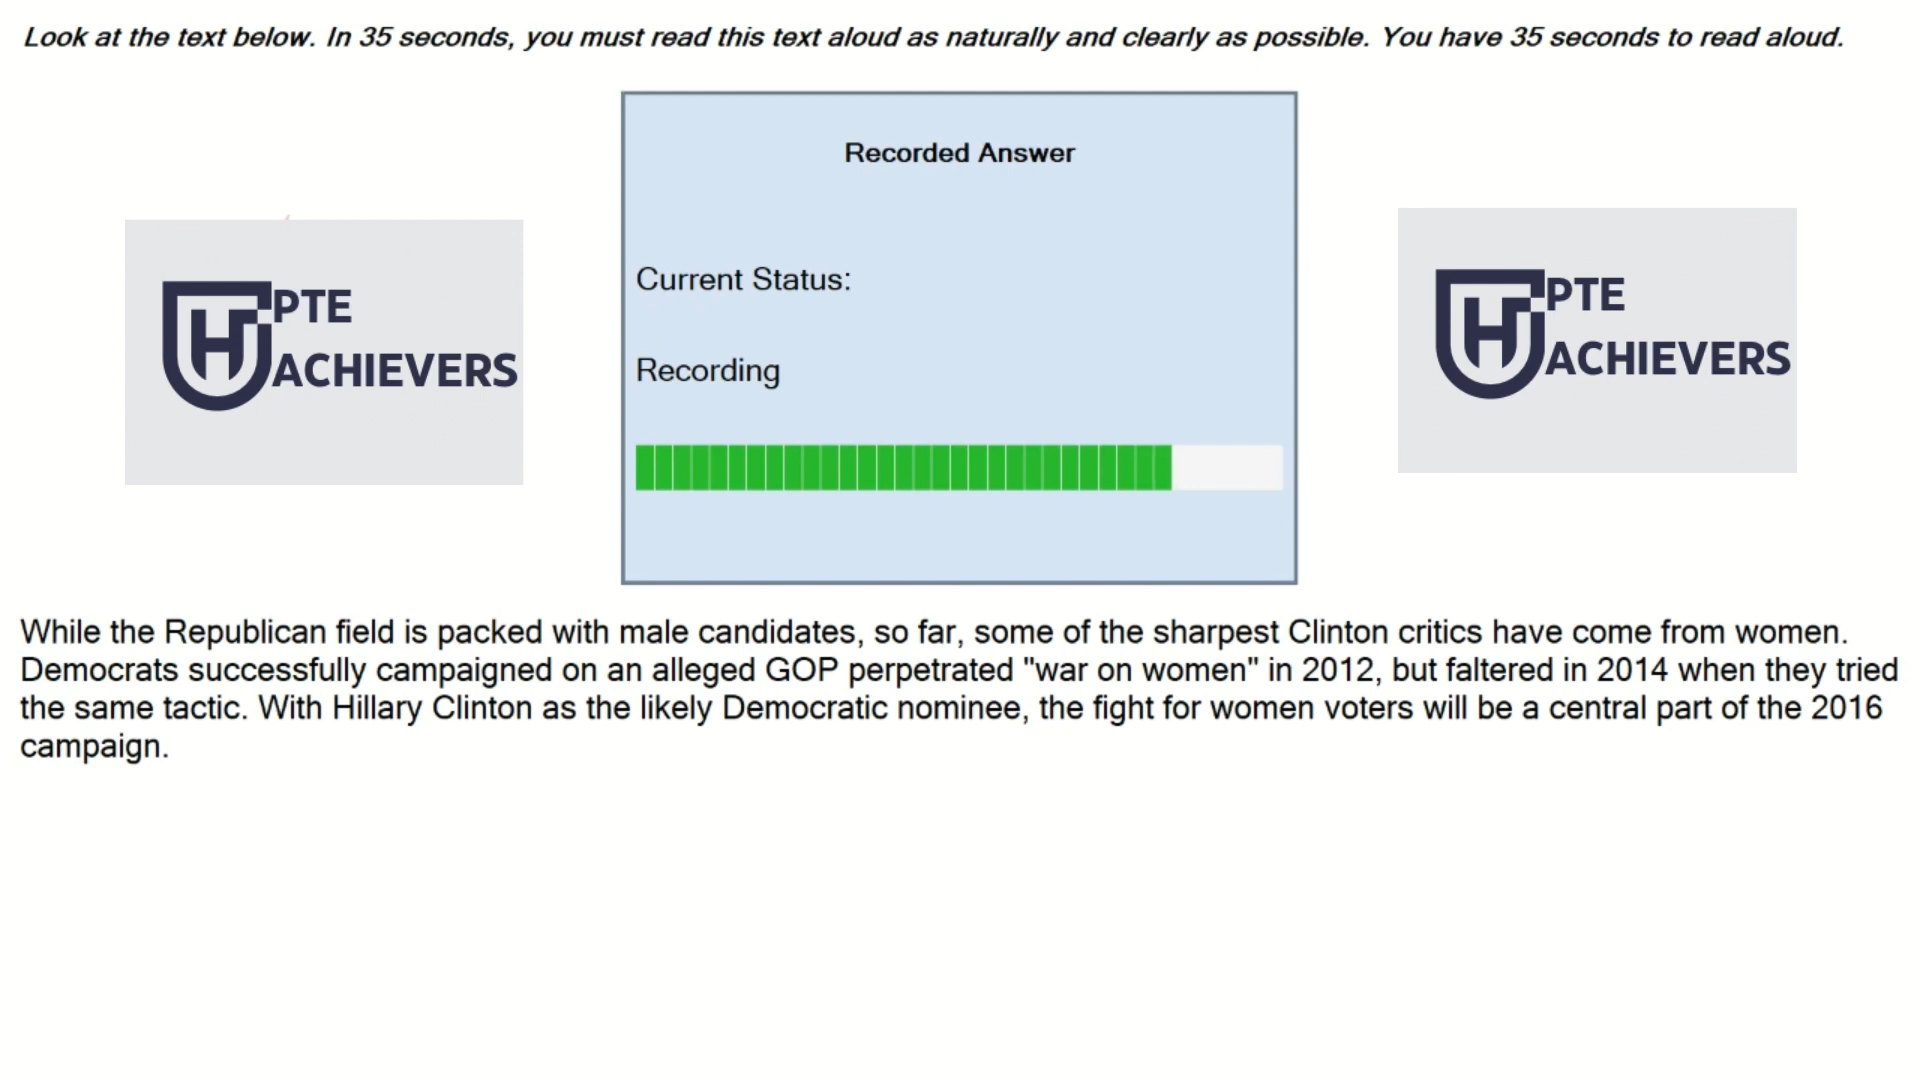 Look at the text below. In 35 seconds, you must read this text aloud as naturally and clearly as possible. You have 35 seconds to read aloud.
Recorded Answer
Current Status:
Recording
PTE
ACHIEVERS
PTE
ACHIEVERS
While the Republican field is packed with male candidates, so far, some of the sharpest Clinton critics have come from women.
Democrats successfully campaigned on an alleged GOP perpetrated "war on women" in 2012, but faltered in 2014 when they tried
the same tactic. With Hillary Clinton as the likely Democratic nominee, the fight for women voters will be a central part of the 2016
campaign.